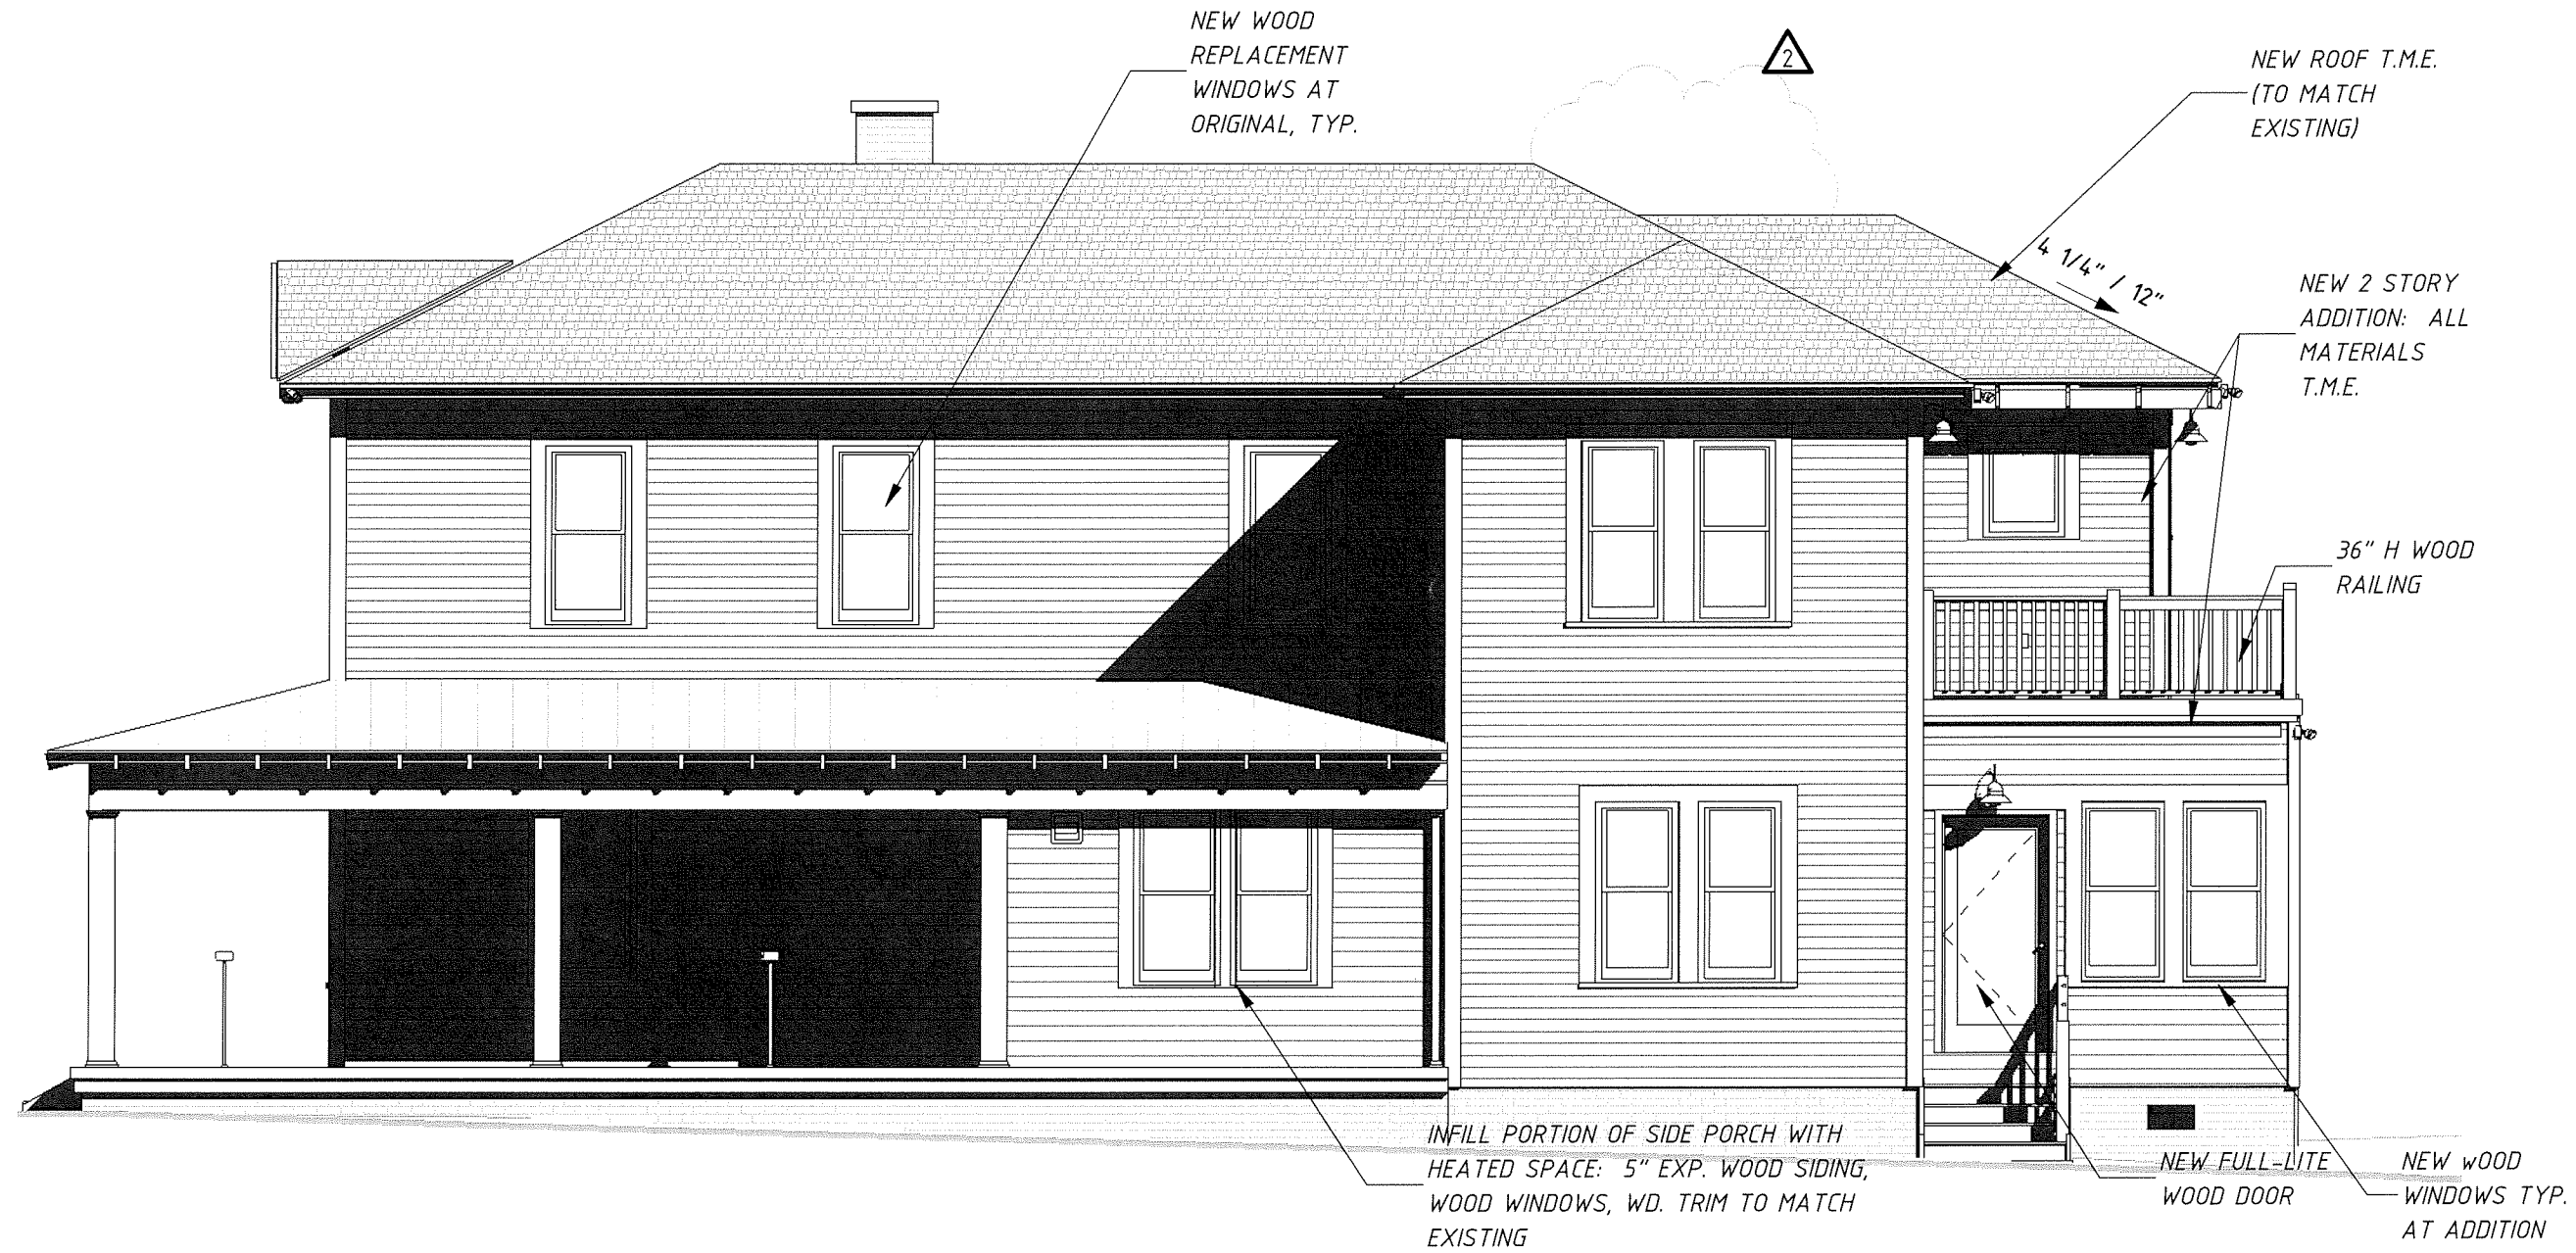 NEW WOOD
REPLACEMENT
WINDOWS AT
ORIGINAL, TYP.
2
NEW ROOF T.M.E.
(TO MATCH
EXISTING)
4 1/4" / 12"
NEW 2 STORY
ADDITION: ALL
MATERIALS
T.M.E.
36" H WOOD
RAILING
INFILL PORTION OF SIDE PORCH WITH
HEATED SPACE: 5" EXP. WOOD SIDING,
WOOD WINDOWS, WD. TRIM TO MATCH
EXISTING
NEW FULL-LITE
WOOD DOOR
NEW wOOD
WINDOWS TYP.
AT ADDITION